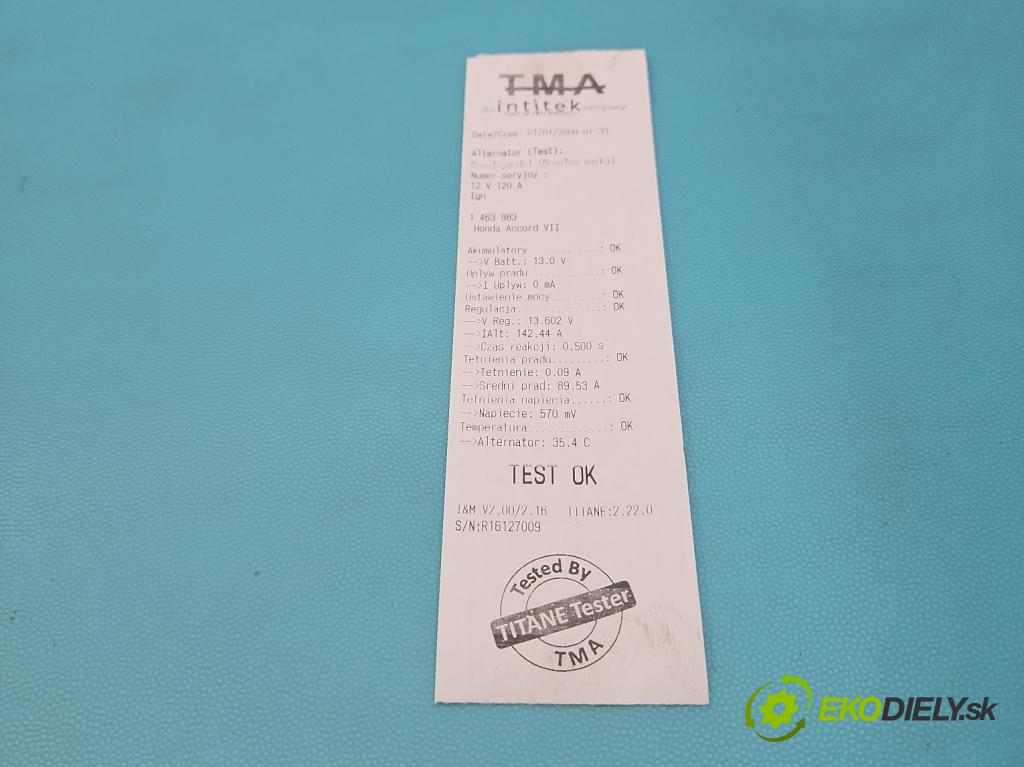 TMA
an intitek company
Data/Czas: 01/01/2000 01:33
Alternator (Test):
(Dowolna marka)
Numer seryjny :
12 V 120 A
Ign
1 463 983
Honda Accord VII
Akumulatory............: OK
-->V Batt.: 13.0 V
Uplyw pradu............: OK
-->I Uplyw: 0 mA
Ustawienie mocy........: OK
Regulacja..............: OK
-->V Reg.: 13.602 V
-->IAlt: 142.44 A
-->Czas reakcji: 0.500 s
Tetnienia pradu........: OK
-->Tetnienie: 0.09 A
-->Sredni prad: 89.53 A
Tetnienia napiecia.....: OK
-->Napiecie: 570 mV
Temperatura............: OK
-->Alternator: 35.4 C
TEST OK
I&M V2.00/2.16 TITANE:2.22.0
S/N:R16127009
Tested By
TITANE Tester
TMA
EKODIELY.sk